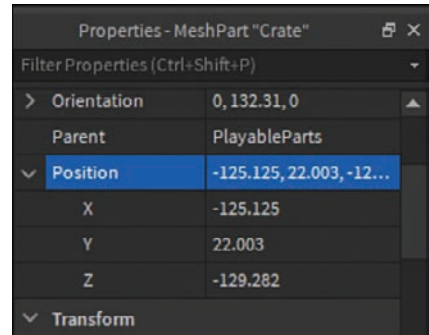 Properties - MeshPart "Crate"
Filter Properties (Ctrl+Shift+P)
Orientation 0, 132.31, 0
Parent PlayableParts
Position -125.125, 22.003, -12...
X -125.125
Y 22.003
Z -129.282
Transform